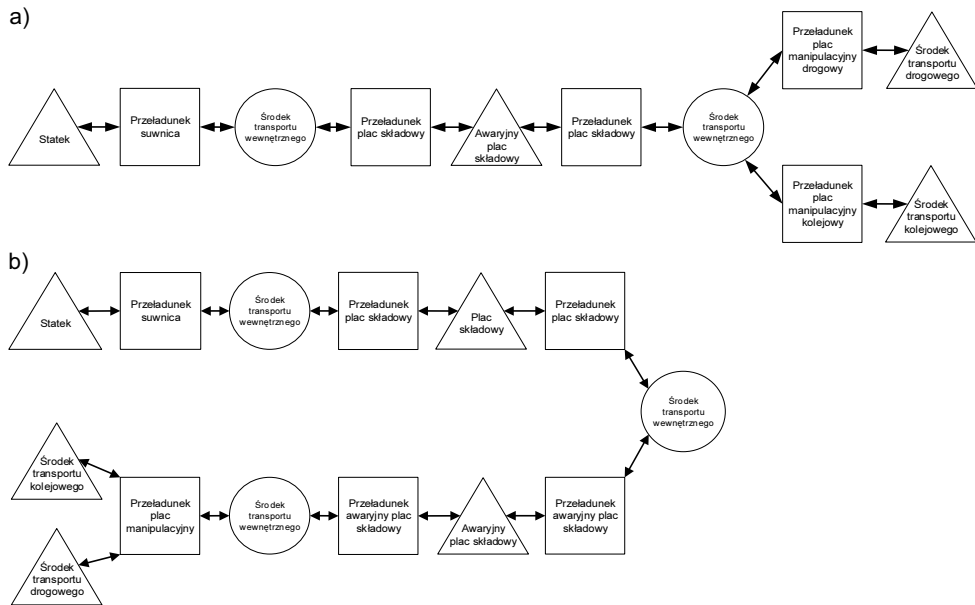 a)
Statek
Przeładunek
suwnica
Środek
transportu
wewnętrznego
Przeładunek
plac składowy
Awaryjny
plac
składowy
Przeładunek
plac składowy
Środek
transportu
wewnętrznego
Przeładunek
plac
manipulacyjny
drogowy
Środek
transportu
drogowego
Przeładunek
plac
manipulacyjny
kolejowy
Środek
transportu
kolejowego
b)
Statek
Przeładunek
suwnica
Środek
transportu
wewnętrznego
Przeładunek
plac składowy
Plac
składowy
Przeładunek
plac składowy
Środek
transportu
wewnętrznego
Środek
transportu
kolejowego
Środek
transportu
drogowego
Przeładunek
plac
manipulacyjny
Środek
transportu
wewnętrznego
Przeładunek
awaryjny plac
składowy
Awaryjny
plac składowy
Przeładunek
awaryjny plac
składowy